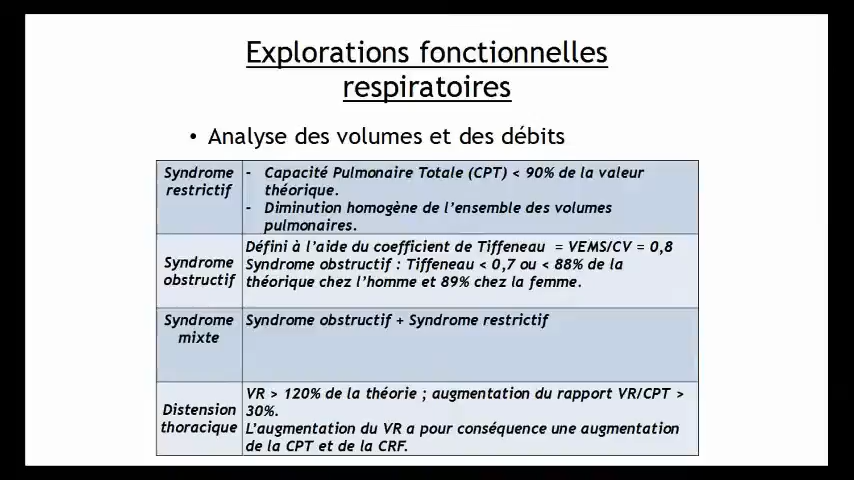 Explorations fonctionnelles
respiratoires
• Analyse des volumes et des débits
Syndrome
restrictif
- Capacité Pulmonaire Totale (CPT) < 90% de la valeur
théorique.
- Diminution homogène de l'ensemble des volumes
pulmonaires.
Syndrome
obstructif
Défini à l'aide du coefficient de Tiffeneau = VEMS/CV = 0,8
Syndrome obstructif : Tiffeneau < 0,7 ou < 88% de la
théorique chez l'homme et 89% chez la femme.
Syndrome
mixte
Syndrome obstructif + Syndrome restrictif
Distension
thoracique
VR > 120% de la théorie ; augmentation du rapport VR/CPT >
30%.
L'augmentation du VR a pour conséquence une augmentation
de la CPT et de la CRF.